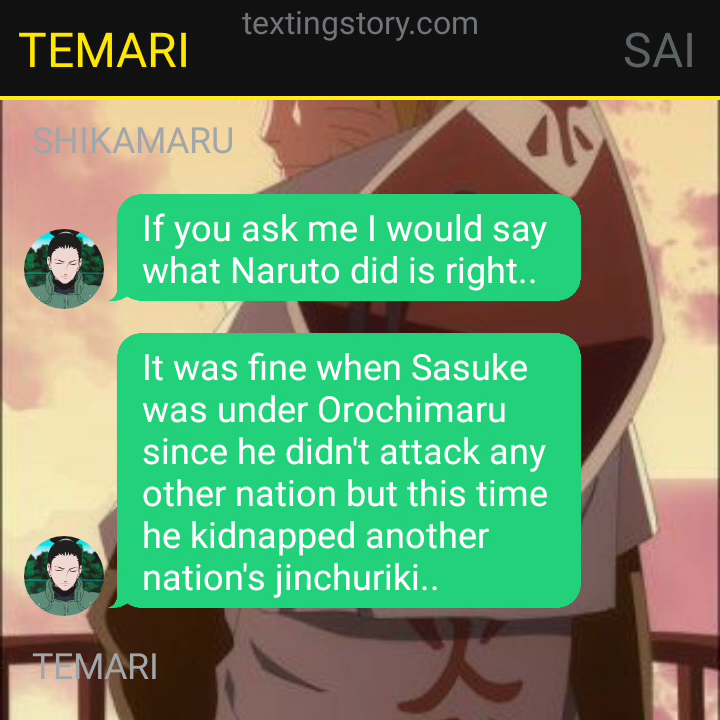 textingstory.com
TEMARI
SAI
SHIKAMARU
If you ask me I would say
what Naruto did is right..
It was fine when Sasuke
was under Orochimaru
since he didn't attack any
other nation but this time
he kidnapped another
nation's jinchuriki..
TEMARI
火